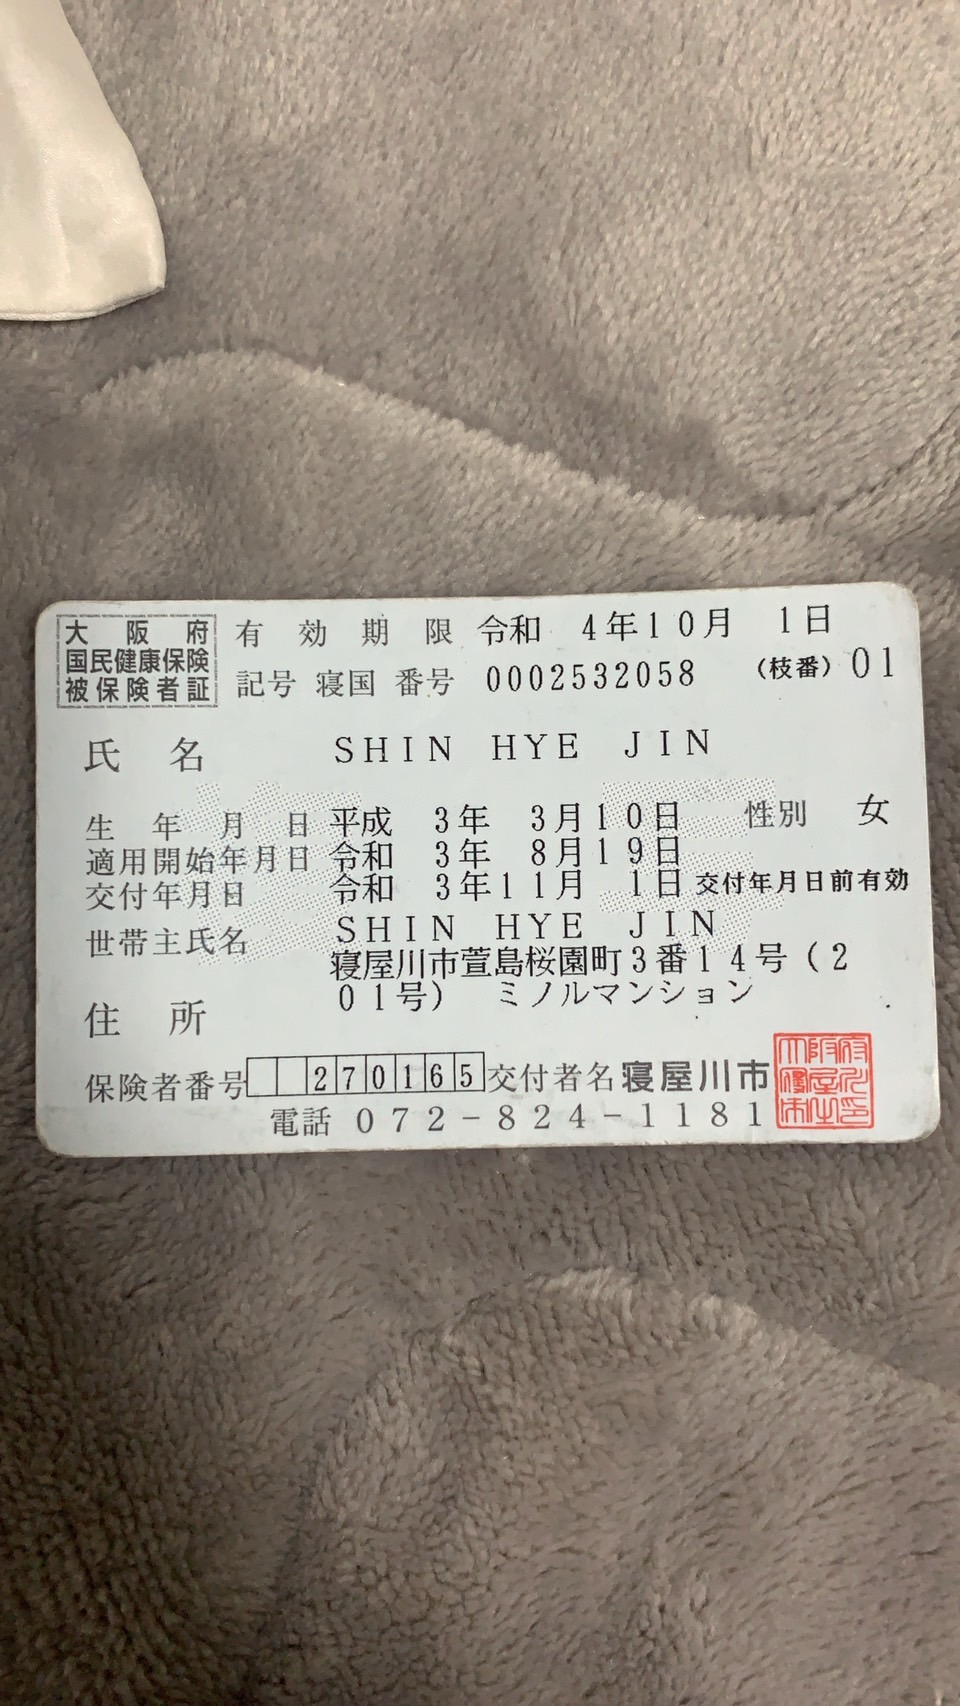 大阪府
国民健康保険
被保険者証
有効期限 令和 4年10月 1日
記号 寝国 番号 0002532058 (枝番) 01
氏名 SHIN HYE JIN
生年月日 平成 3年 3月10日 性別 女
適用開始年月日 令和 3年 8月19日
交付年月日 令和 3年11月 1日 交付年月日前有効
世帯主氏名 SHIN HYE JIN
住所 寝屋川市萱島桜園町3番14号(2
01号) ミノルマンション
保険者番号 270165 交付者名 寝屋川市
電話 072-824-1181